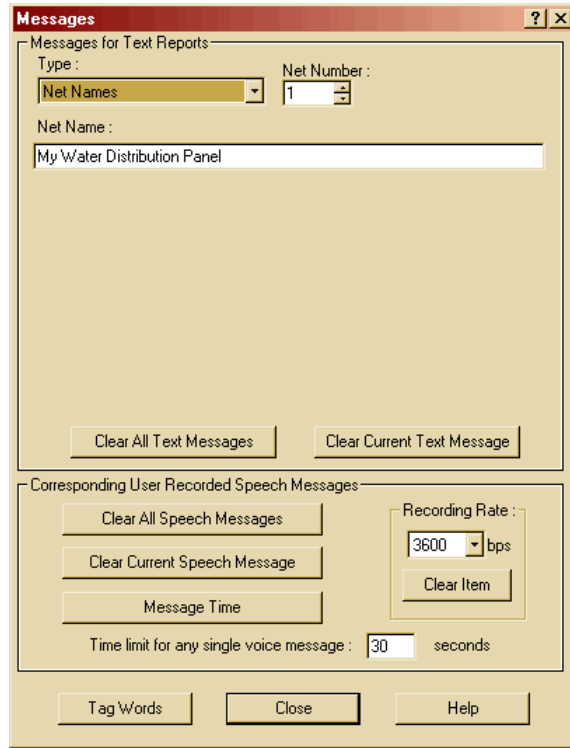 Messages
Messages for Text Reports
Type :
Net Number :
Net Names
1
Net Name :
My Water Distribution Panel
Clear All Text Messages
Clear Current Text Message
Corresponding User Recorded Speech Messages
Clear All Speech Messages
Recording Rate :
3600 bps
Clear Current Speech Message
Clear Item
Message Time
Time limit for any single voice message : 30 seconds
Tag Words
Close
Help